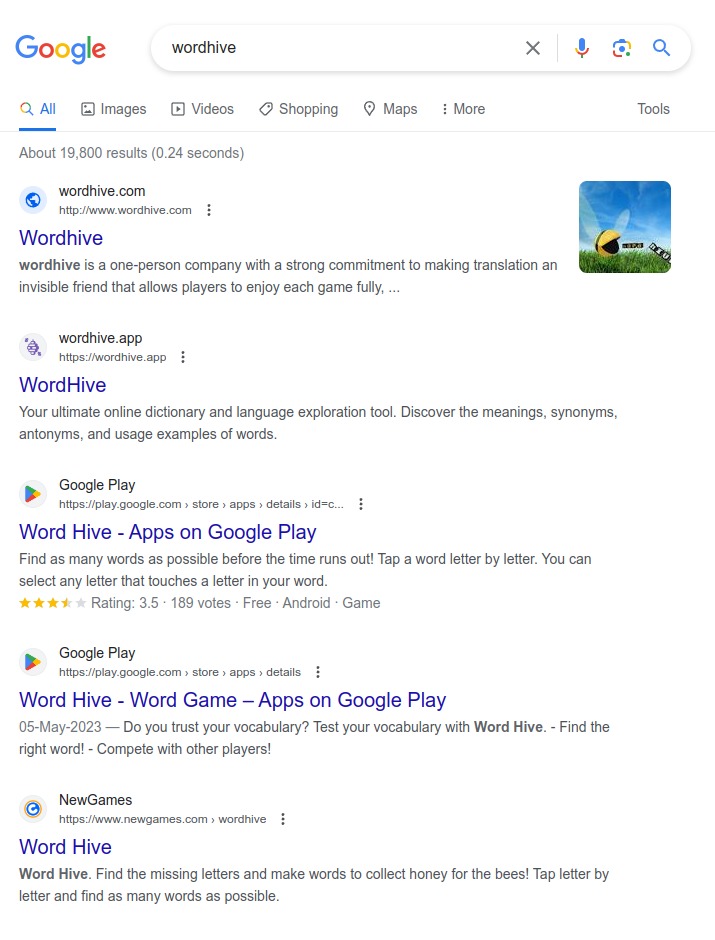 Google
wordhive
All Images Videos Shopping Maps More Tools
About 19,800 results (0.24 seconds)
wordhive.com
http://www.wordhive.com
Wordhive
wordhive is a one-person company with a strong commitment to making translation an
invisible friend that allows players to enjoy each game fully, ...
wordhive.app
https://wordhive.app
WordHive
Your ultimate online dictionary and language exploration tool. Discover the meanings, synonyms,
antonyms, and usage examples of words.
Google Play
https://play.google.com › store › apps › details › id=c...
Word Hive - Apps on Google Play
Find as many words as possible before the time runs out! Tap a word letter by letter. You can
select any letter that touches a letter in your word.
Rating: 3.5 · 189 votes · Free · Android · Game
Google Play
https://play.google.com › store › apps › details
Word Hive - Word Game – Apps on Google Play
05-May-2023 — Do you trust your vocabulary? Test your vocabulary with Word Hive. - Find the
right word! - Compete with other players!
NewGames
https://www.newgames.com › wordhive
Word Hive
Word Hive. Find the missing letters and make words to collect honey for the bees! Tap letter by
letter and find as many words as possible.